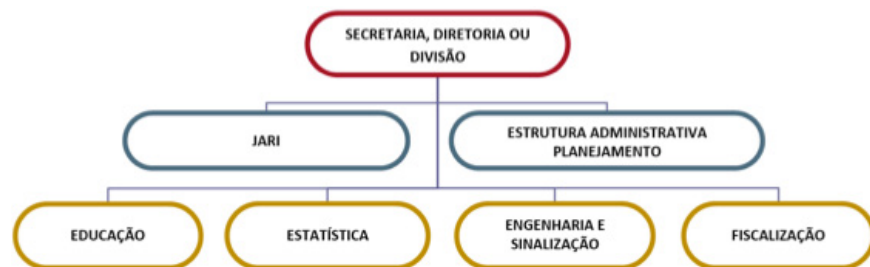 SECRETARIA, DIRETORIA OU
DIVISÃO
JARI
ESTRUTURA ADMINISTRATIVA
PLANEJAMENTO
EDUCAÇÃO
ESTATÍSTICA
ENGENHARIA E
SINALIZAÇÃO
FISCALIZAÇÃO